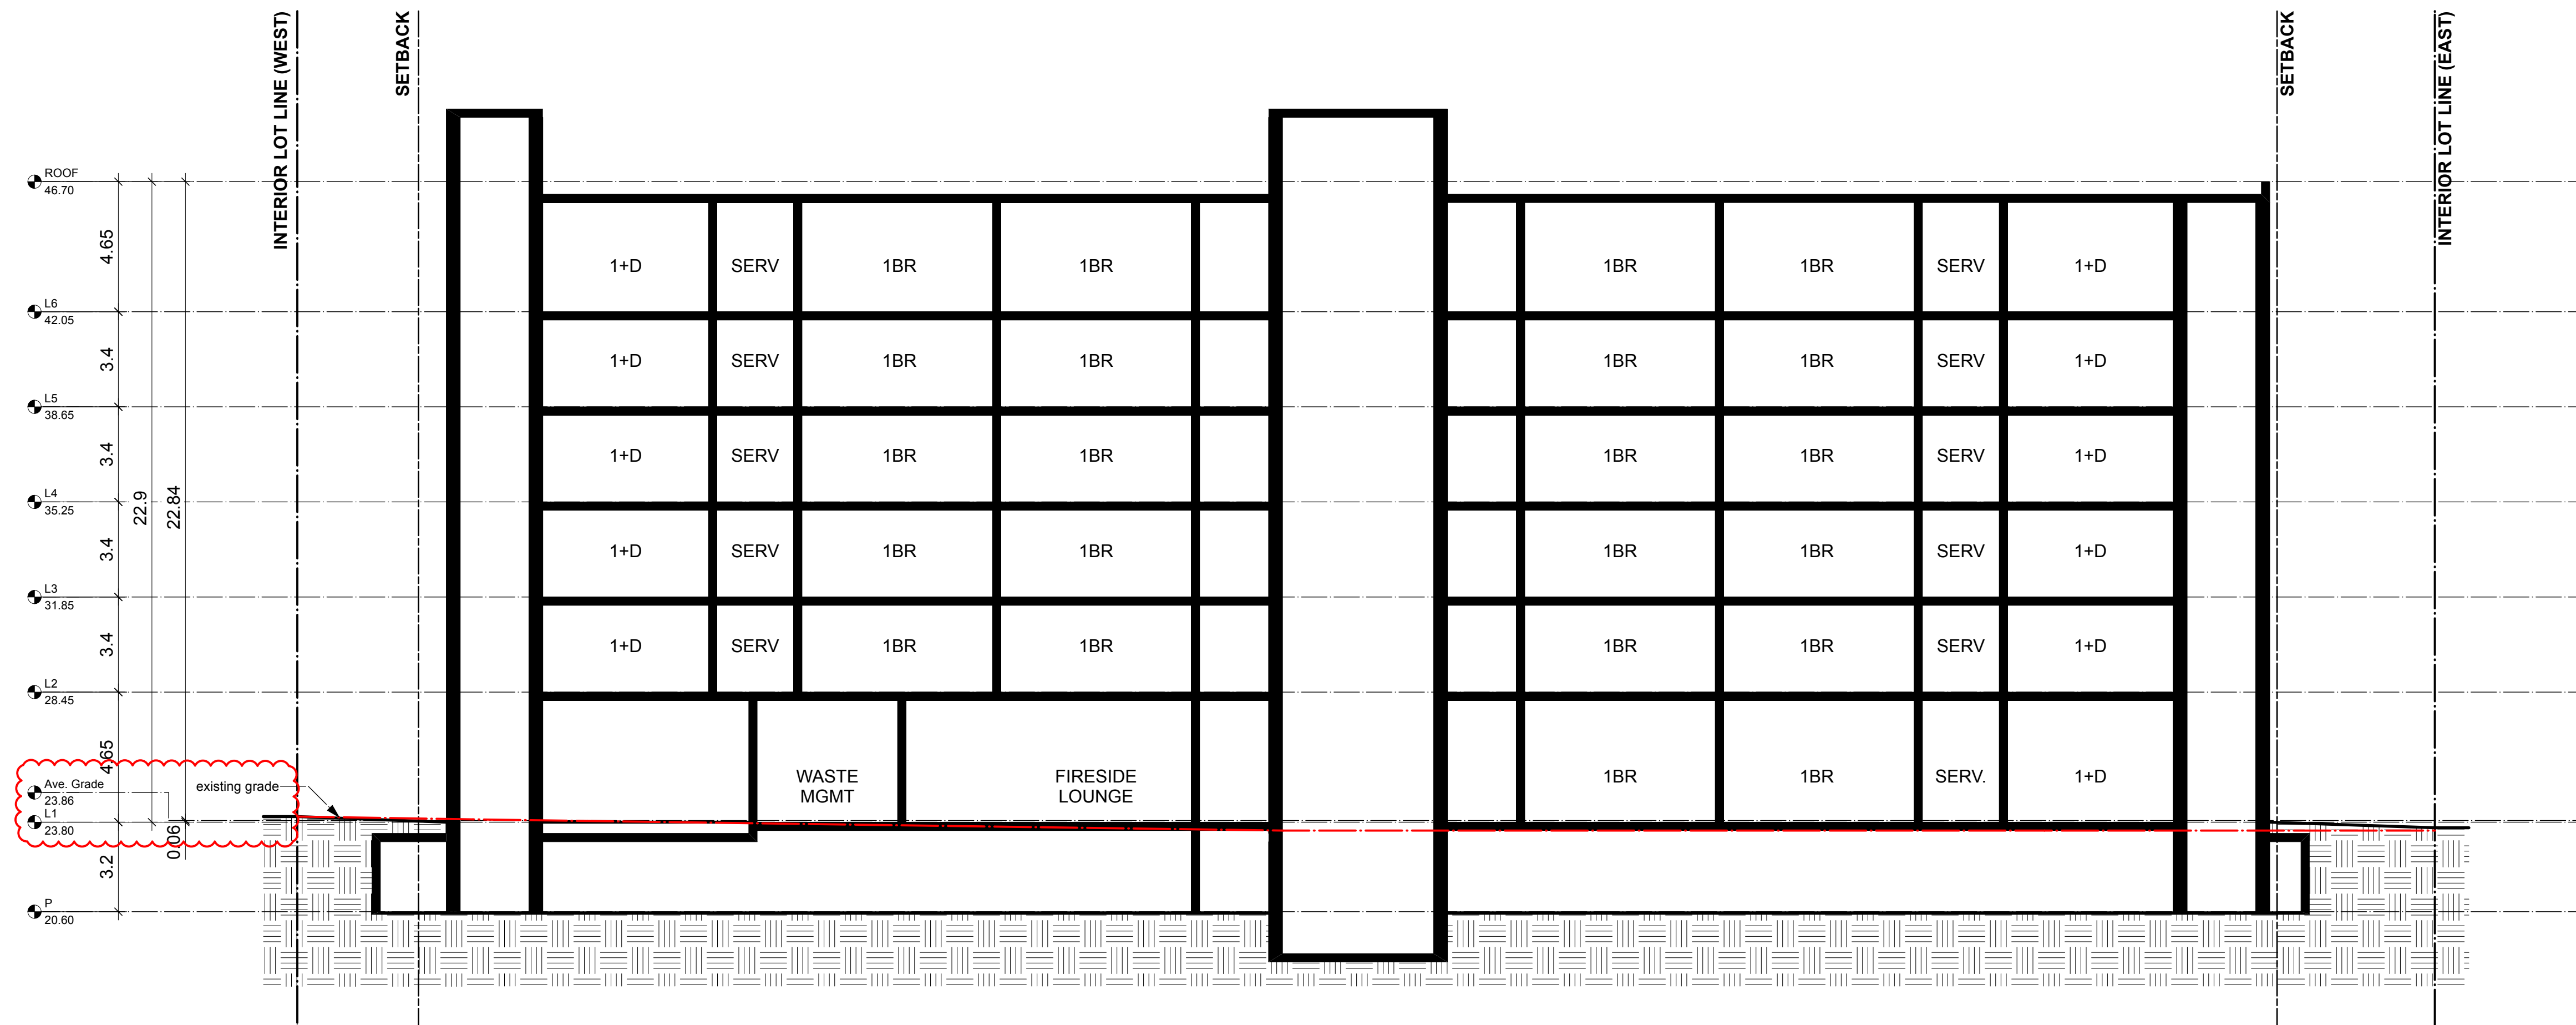 INTERIOR LOT LINE (WEST)
SETBACK
SETBACK
INTERIOR LOT LINE (EAST)
ROOF
46.70
4.65
1+D SERV 1BR 1BR 1BR 1BR SERV 1+D
L6
42.05
3.4
1+D SERV 1BR 1BR 1BR 1BR SERV 1+D
L5
38.65
3.4
1+D SERV 1BR 1BR 1BR 1BR SERV 1+D
L4
35.25
22.9
22.84
3.4
1+D SERV 1BR 1BR 1BR 1BR SERV 1+D
L3
31.85
3.4
1+D SERV 1BR 1BR 1BR 1BR SERV 1+D
L2
28.45
4.65
WASTE
MGMT
FIRESIDE
LOUNGE
1BR 1BR SERV. 1+D
Ave. Grade
23.86
existing grade
L1
23.80
0.06
3.2
P
20.60